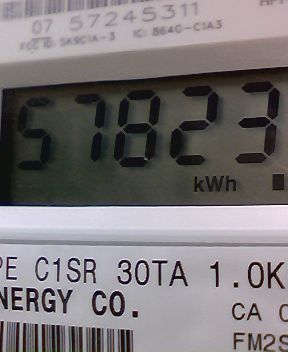 07 57245311
FCC ID: SK9C1A-3 IC: 864G-C1A3
57823
kWh
PE C1SR 30TA 1.0K
NERGY CO.
CA
FM2S